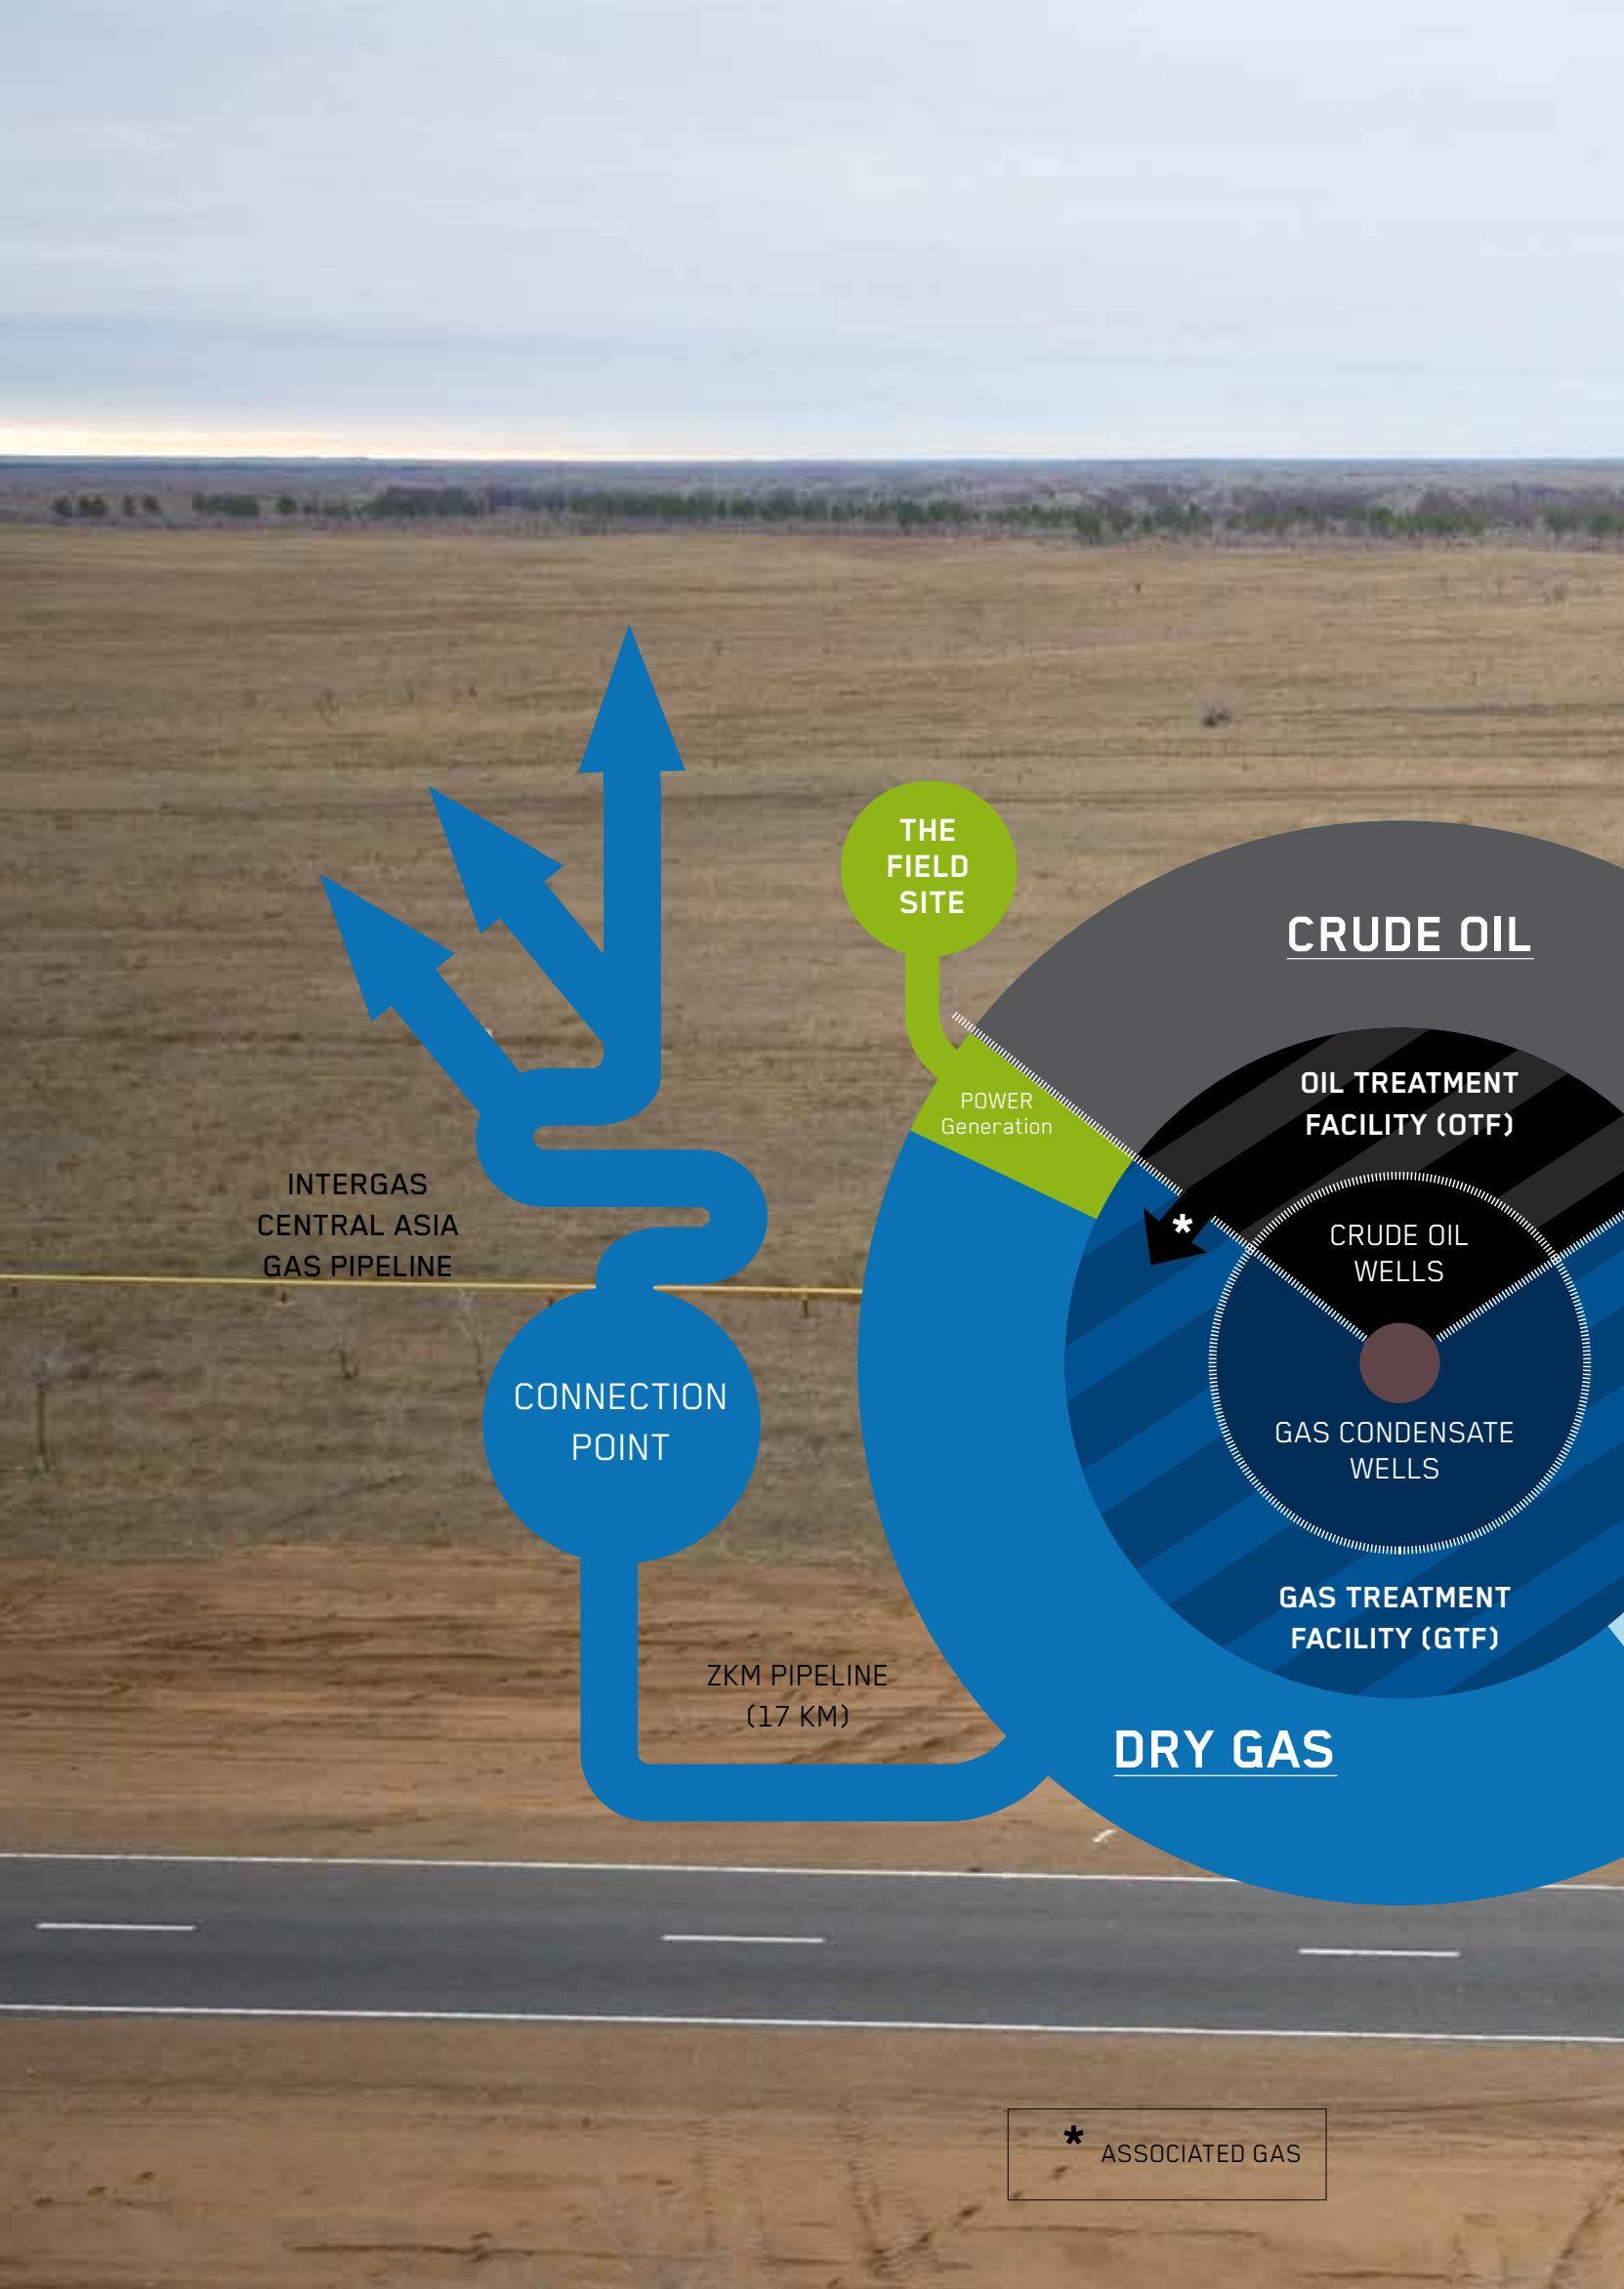 THE
FIELD
SITE
CRUDE OIL
POWER
Generation
OIL TREATMENT
FACILITY (OTF)
INTERGAS
CENTRAL ASIA
GAS PIPELINE
*
CRUDE OIL
WELLS
CONNECTION
POINT
GAS CONDENSATE
WELLS
GAS TREATMENT
FACILITY (GTF)
ZKM PIPELINE
(17 KM)
DRY GAS
* ASSOCIATED GAS